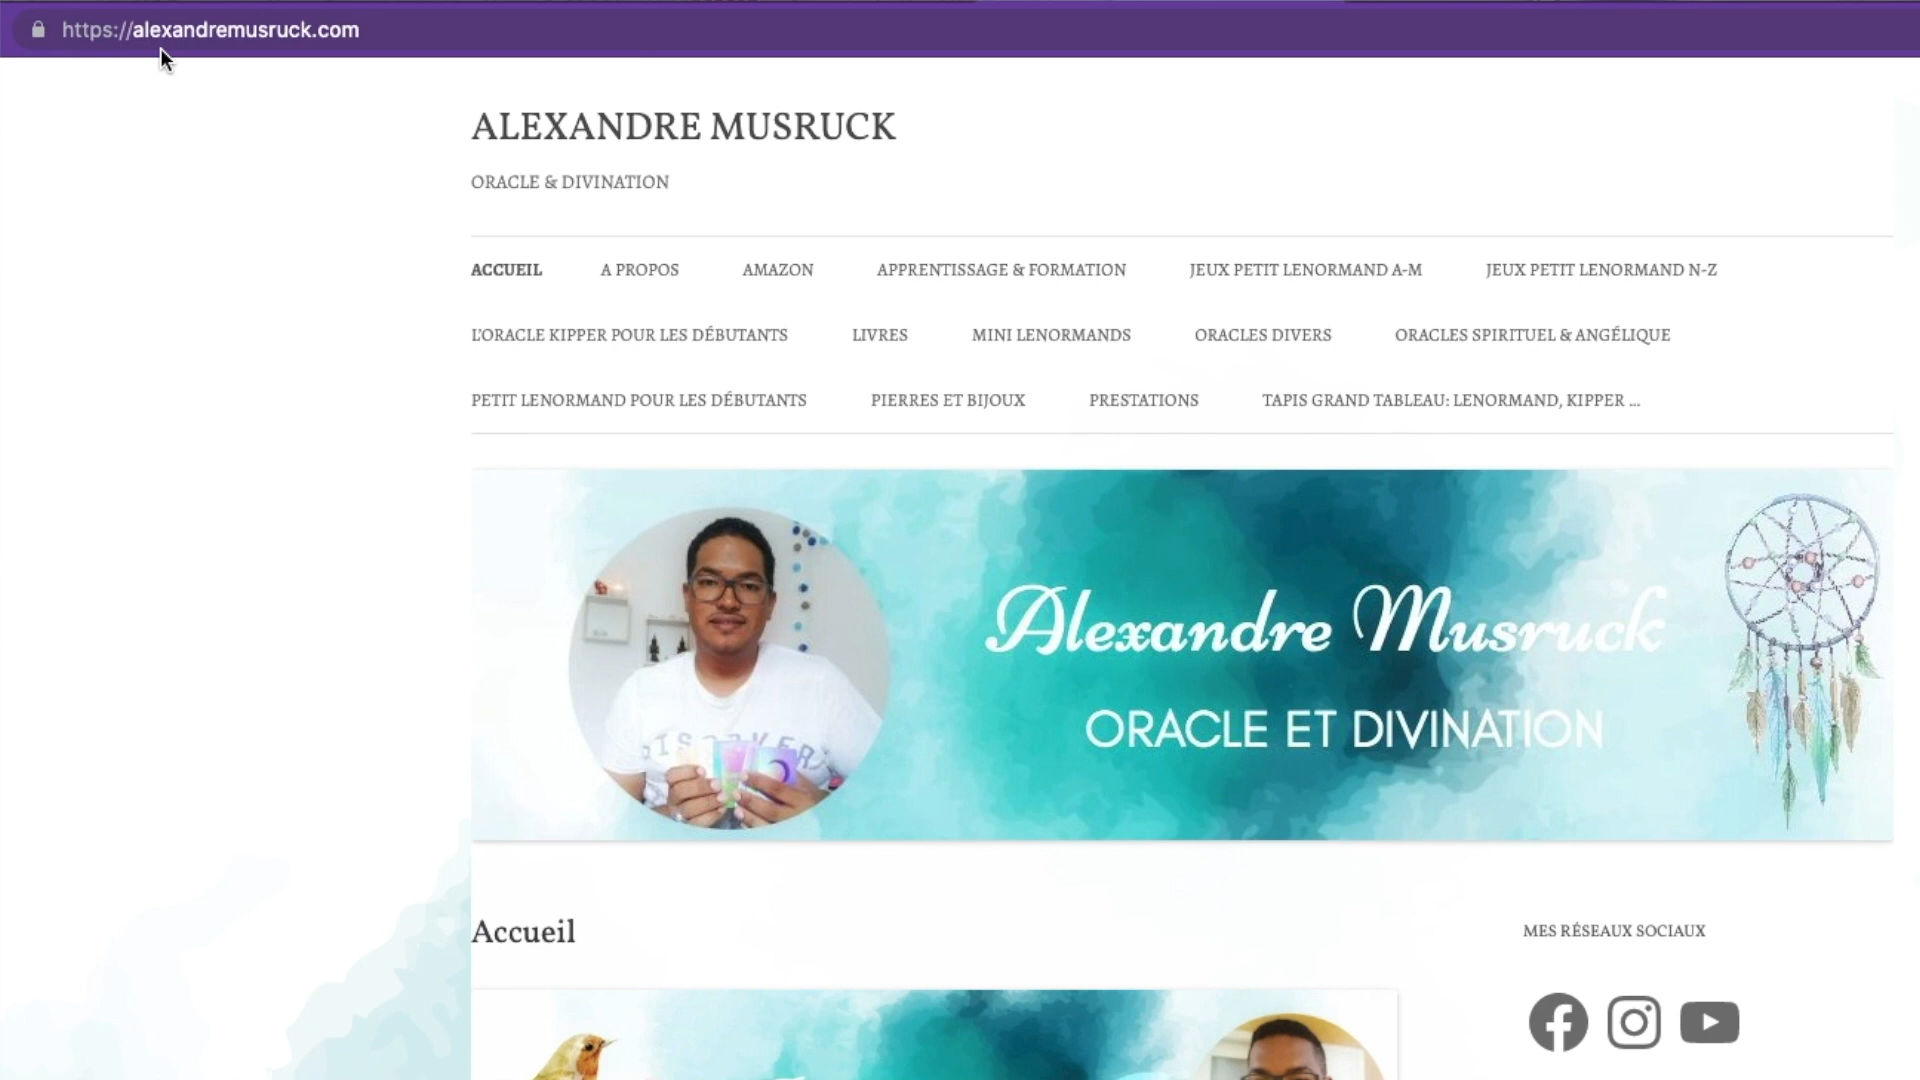 https://alexandremusruck.com
ALEXANDRE MUSRUCK
ORACLE & DIVINATION
ACCUEIL A PROPOS AMAZON APPRENTISSAGE & FORMATION JEUX PETIT LENORMAND A-M JEUX PETIT LENORMAND N-Z
L'ORACLE KIPPER POUR LES DÉBUTANTS LIVRES MINI LENORMANDS ORACLES DIVERS ORACLES SPIRITUEL & ANGÉLIQUE
PETIT LENORMAND POUR LES DÉBUTANTS PIERRES ET BIJOUX PRESTATIONS TAPIS GRAND TABLEAU: LENORMAND, KIPPER ...
Alexandre Musruck
ORACLE ET DIVINATION
Accueil
MES RÉSEAUX SOCIAUX